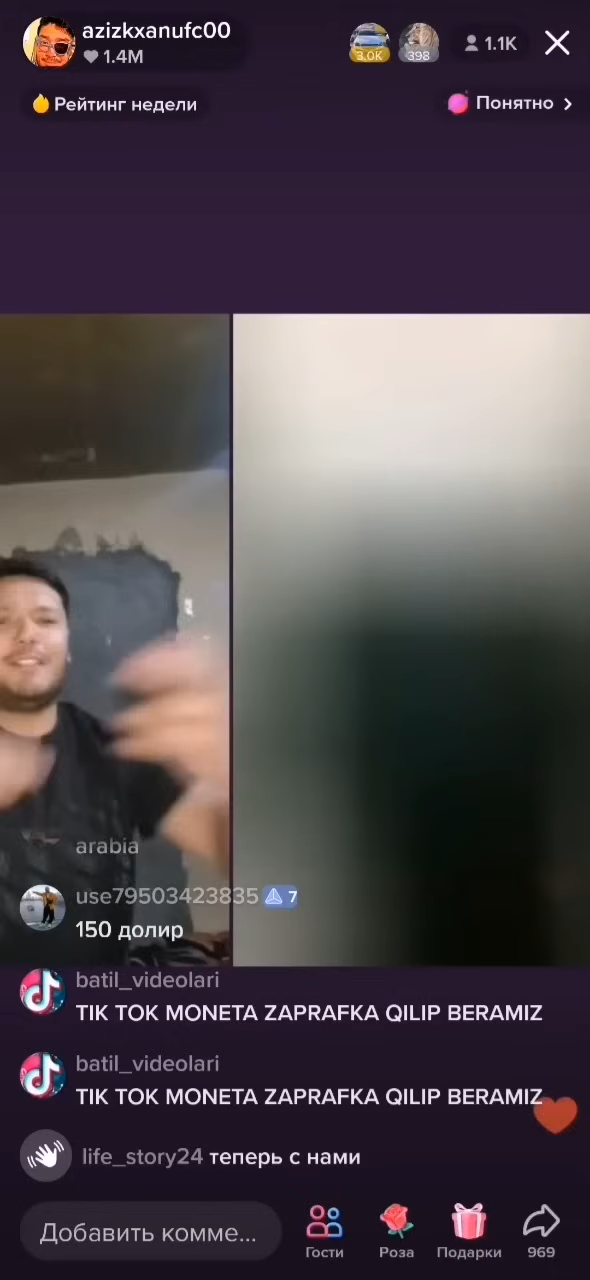 azizkxanufc00
1.4M
3.0K
398
1.1K
Рейтинг недели
Понятно
arabia
use79503423835 7
150 долир
batil_videolari
TIK TOK MONETA ZAPRAFKA QILIP BERAMIZ
batil_videolari
TIK TOK MONETA ZAPRAFKA QILIP BERAMIZ
life_story24 теперь с нами
Добавить комме...
Гости
Роза
Подарки
969